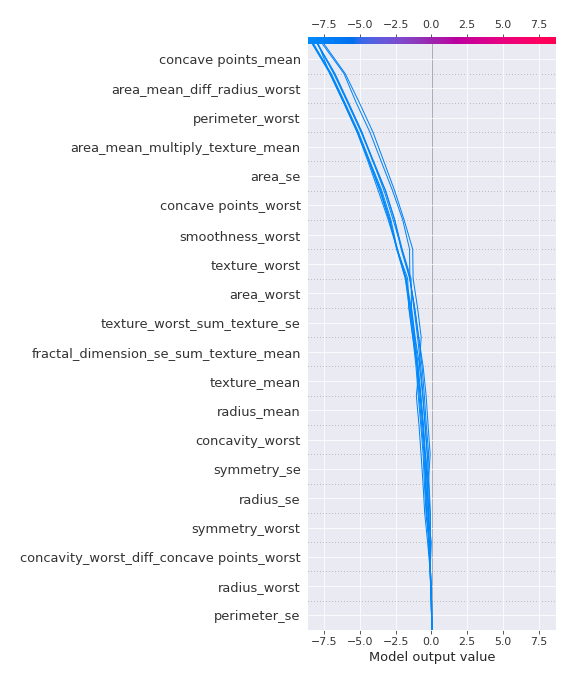 −7.5 −5.0 −2.5 0.0 2.5 5.0 7.5
concave points_mean
area_mean_diff_radius_worst
perimeter_worst
area_mean_multiply_texture_mean
area_se
concave points_worst
smoothness_worst
texture_worst
area_worst
texture_worst_sum_texture_se
fractal_dimension_se_sum_texture_mean
texture_mean
radius_mean
concavity_worst
symmetry_se
radius_se
symmetry_worst
concavity_worst_diff_concave points_worst
radius_worst
perimeter_se
−7.5 −5.0 −2.5 0.0 2.5 5.0 7.5
Model output value